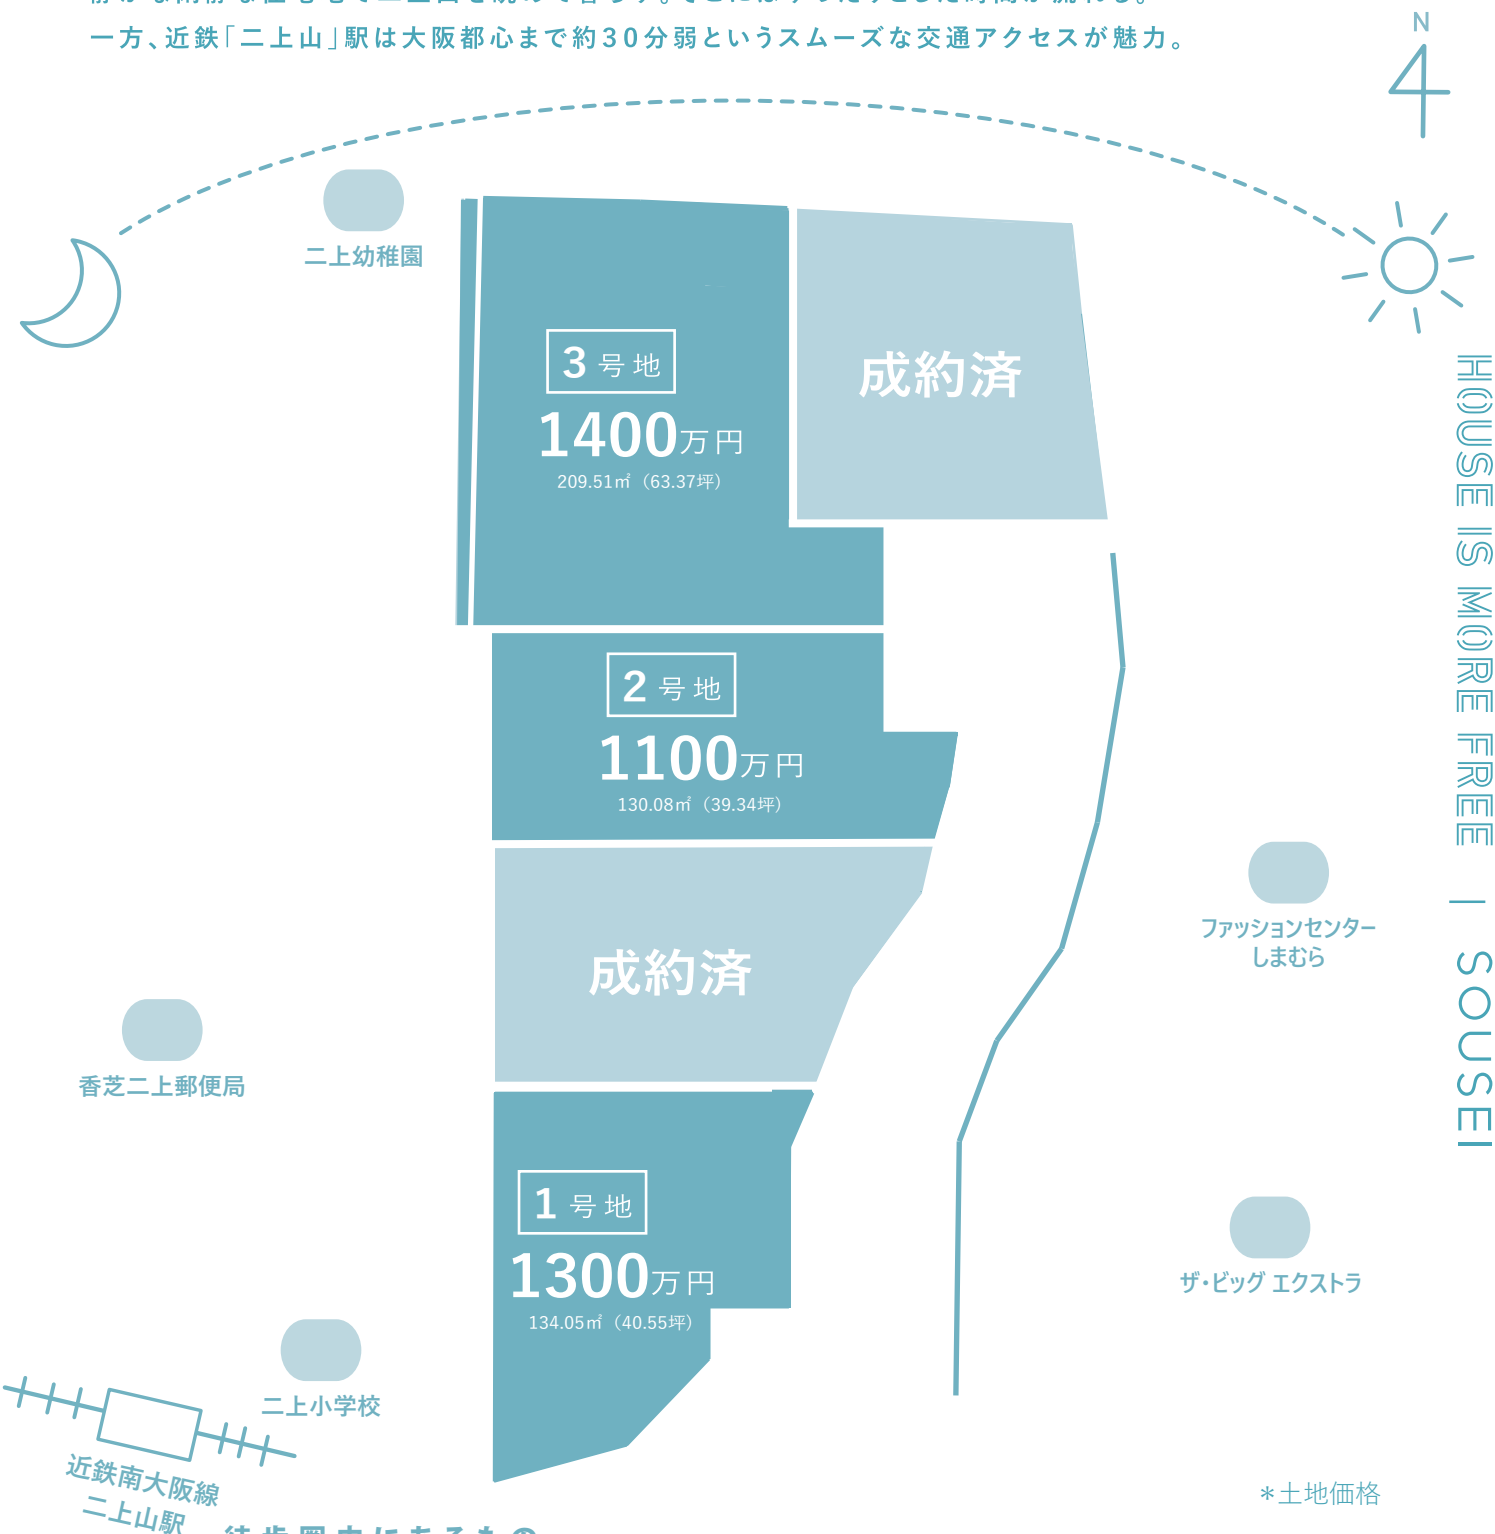 一方、近鉄「二上山」駅は大阪都心まで約30分弱というスムーズな交通アクセスが魅力。
N
二上幼稚園
3 号地
1400万円
209.51㎡（63.37坪）
成約済
2 号地
1100万円
130.08㎡（39.34坪）
成約済
1 号地
1300万円
134.05㎡（40.55坪）
ファッションセンター
しまむら
香芝二上郵便局
ザ・ビッグ エクストラ
二上小学校
近鉄南大阪線
二上山駅
*土地価格
HOUSE IS MORE FREE | SOUSEI